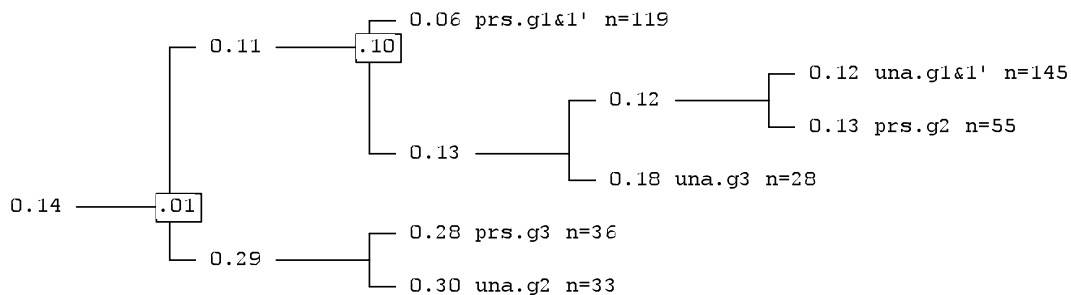 0.06 prs.g1&1' n=119
0.11 .10
0.12 una.g1&1' n=145
0.12
0.13 prs.g2 n=55
0.13
0.18 una.g3 n=28
0.14 .01
0.28 prs.g3 n=36
0.29
0.30 una.g2 n=33